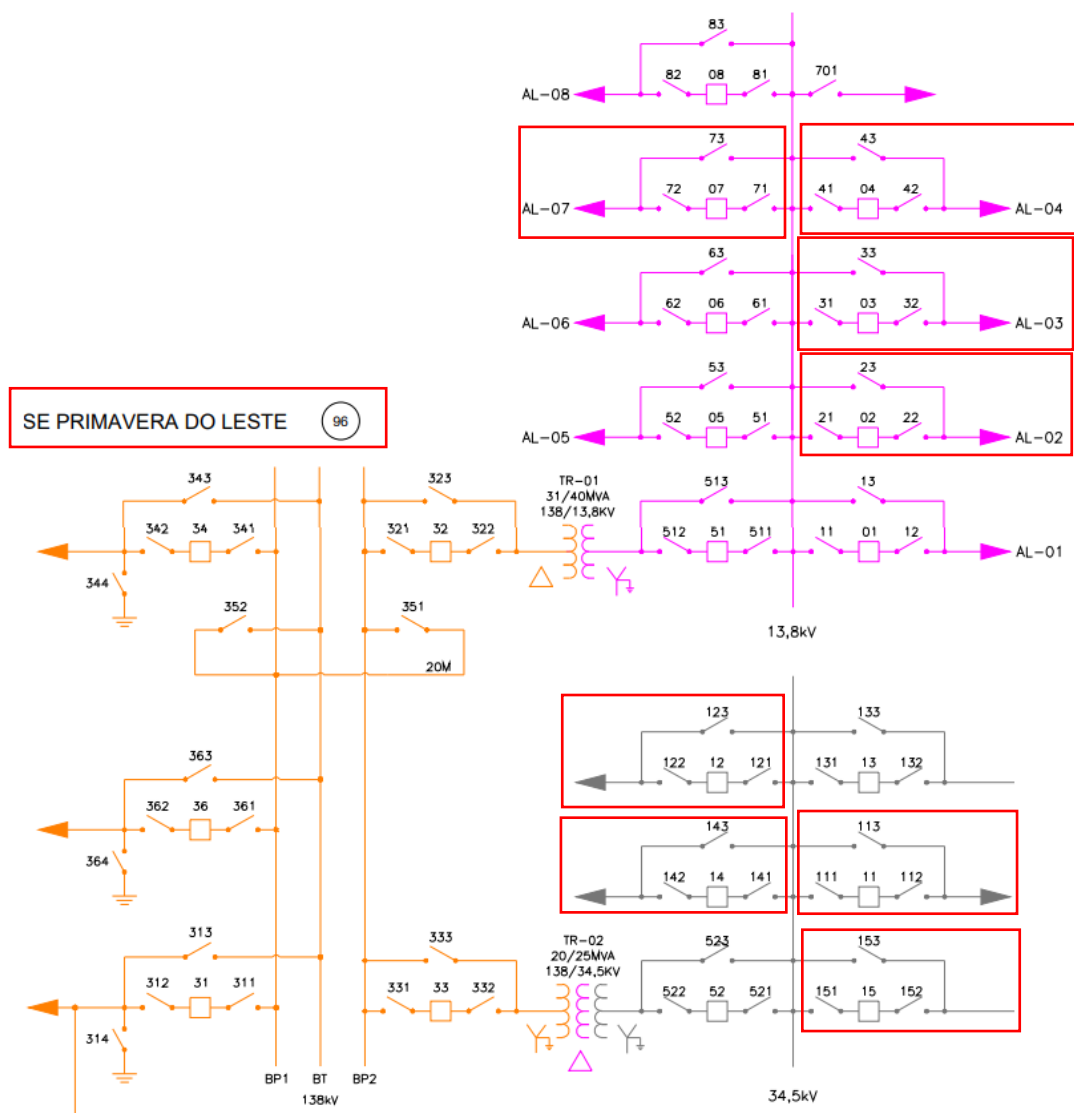 83
82 08 81 701
AL-08
73 43
72 07 71 41 04 42
AL-07 AL-04
63 33
62 06 61 31 03 32
AL-06 AL-03
53 23
SE PRIMAVERA DO LESTE 96
52 05 51 21 02 22
AL-05 AL-02
343 323
TR-01
31/40MVA
138/13,8KV
513 13
342 34 341 321 32 322
512 51 511 11 01 12
AL-01
344
352 351
20M
13,8kV
123 133
122 12 121 131 13 132
363
362 36 361
364
143 113
142 14 141 111 11 112
313 333
TR-02
20/25MVA
138/34,5KV
523 153
312 31 311 331 33 332
522 52 521 151 15 152
314
BP1 BT BP2
138kV
34,5kV